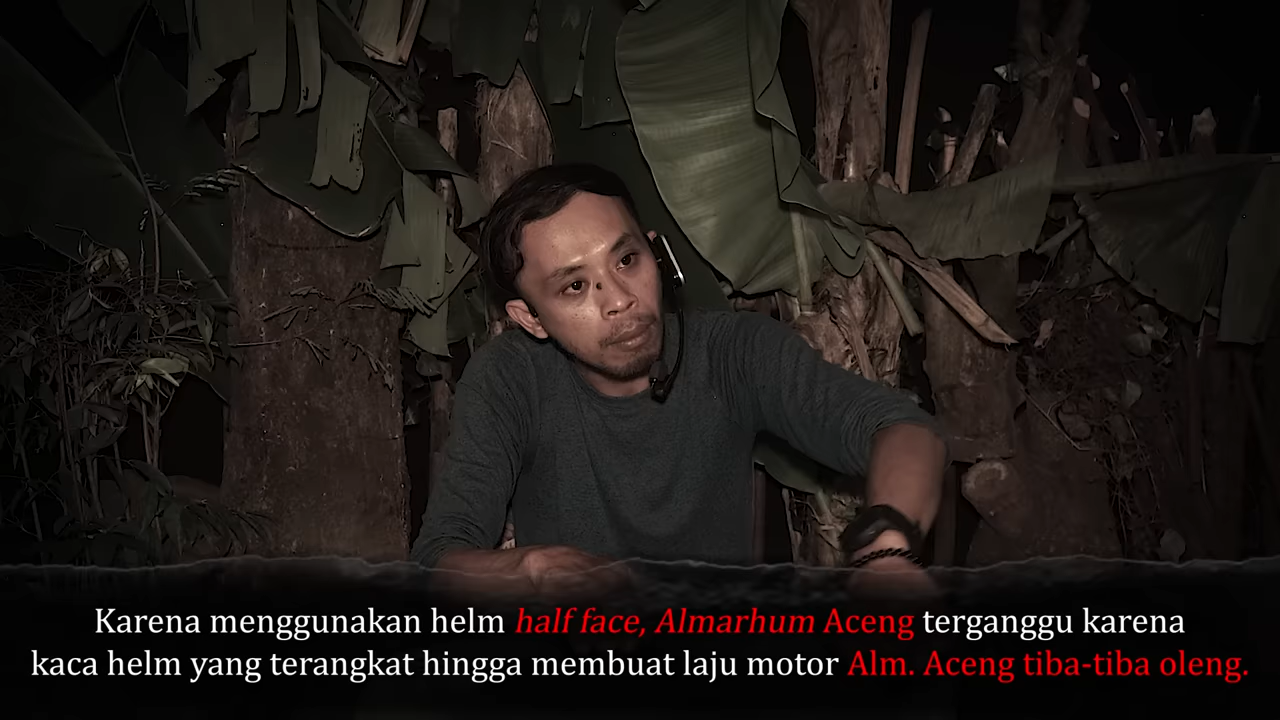 Karena menggunakan helm half face, Almarhum Aceng terganggu karena
kaca helm yang terangkat hingga membuat laju motor Alm. Aceng tiba-tiba oleng.